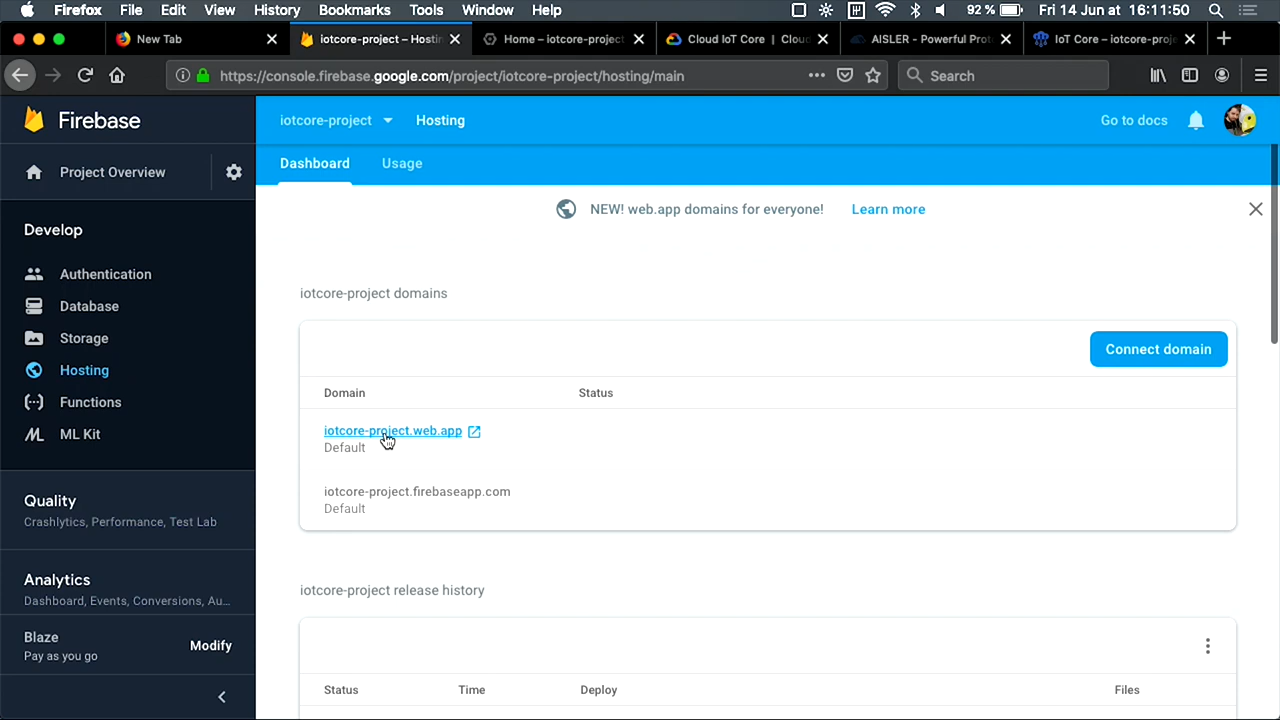 Firefox File Edit View History Bookmarks Tools Window Help 92 % Fri 14 Jun at 16:11:50
New Tab
iotcore-project – Hostin
Home – iotcore-project
Cloud IoT Core | Clou
AISLER - Powerful Prot
IoT Core – iotcore-proje
https://console.firebase.google.com/project/iotcore-project/hosting/main
Search
Firebase
iotcore-project
Hosting
Go to docs
Project Overview
Dashboard
Usage
NEW! web.app domains for everyone! Learn more
Develop
Authentication
Database
Storage
Hosting
Functions
ML Kit
Quality
Crashlytics, Performance, Test Lab
Analytics
Dashboard, Events, Conversions, Au...
Blaze
Pay as you go
Modify
iotcore-project domains
Connect domain
Domain
Status
iotcore-project.web.app
Default
iotcore-project.firebaseapp.com
Default
iotcore-project release history
Status
Time
Deploy
Files